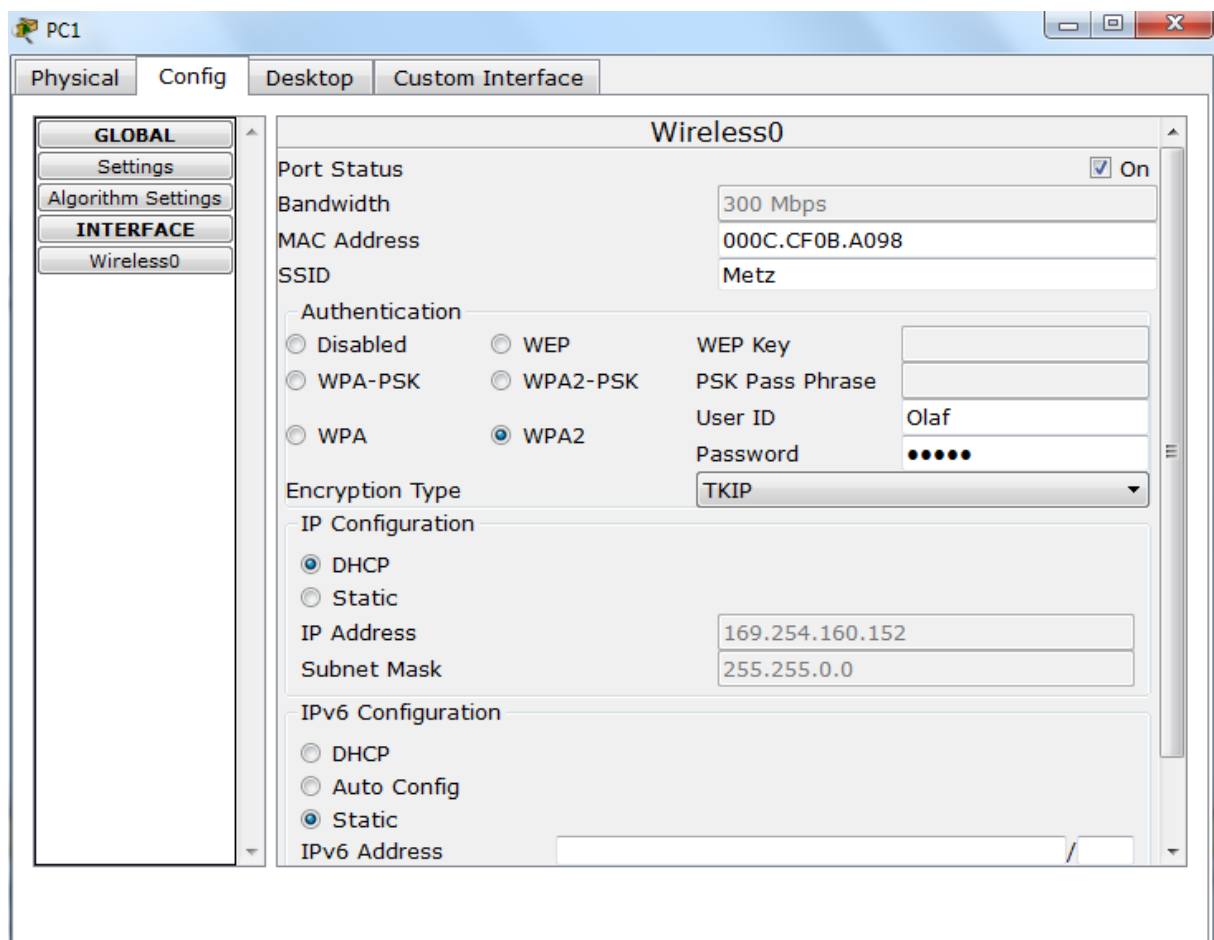 PC1
Physical Config Desktop Custom Interface
GLOBAL
Settings
Algorithm Settings
INTERFACE
Wireless0
Wireless0
Port Status On
Bandwidth 300 Mbps
MAC Address 000C.CF0B.A098
SSID Metz
Authentication
Disabled WEP WEP Key
WPA-PSK WPA2-PSK PSK Pass Phrase
User ID Olaf
WPA WPA2
Password •••••
Encryption Type TKIP
IP Configuration
DHCP
Static
IP Address 169.254.160.152
Subnet Mask 255.255.0.0
IPv6 Configuration
DHCP
Auto Config
Static
IPv6 Address /